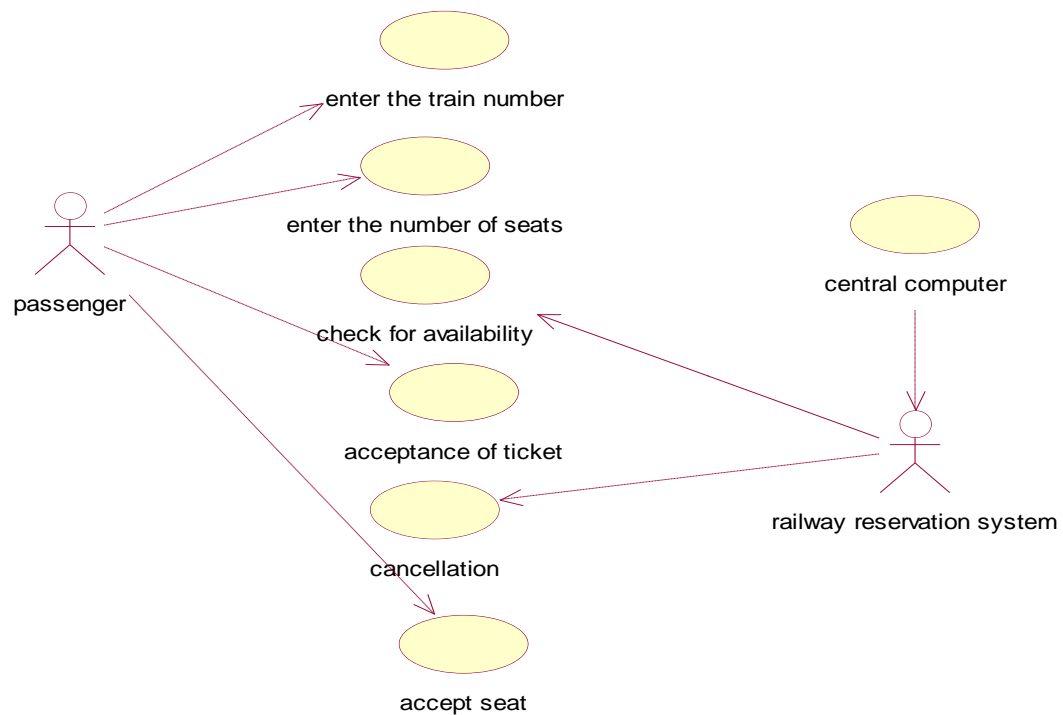 enter the train number
enter the number of seats
passenger
central computer
check for availability
acceptance of ticket
railway reservation system
cancellation
accept seat